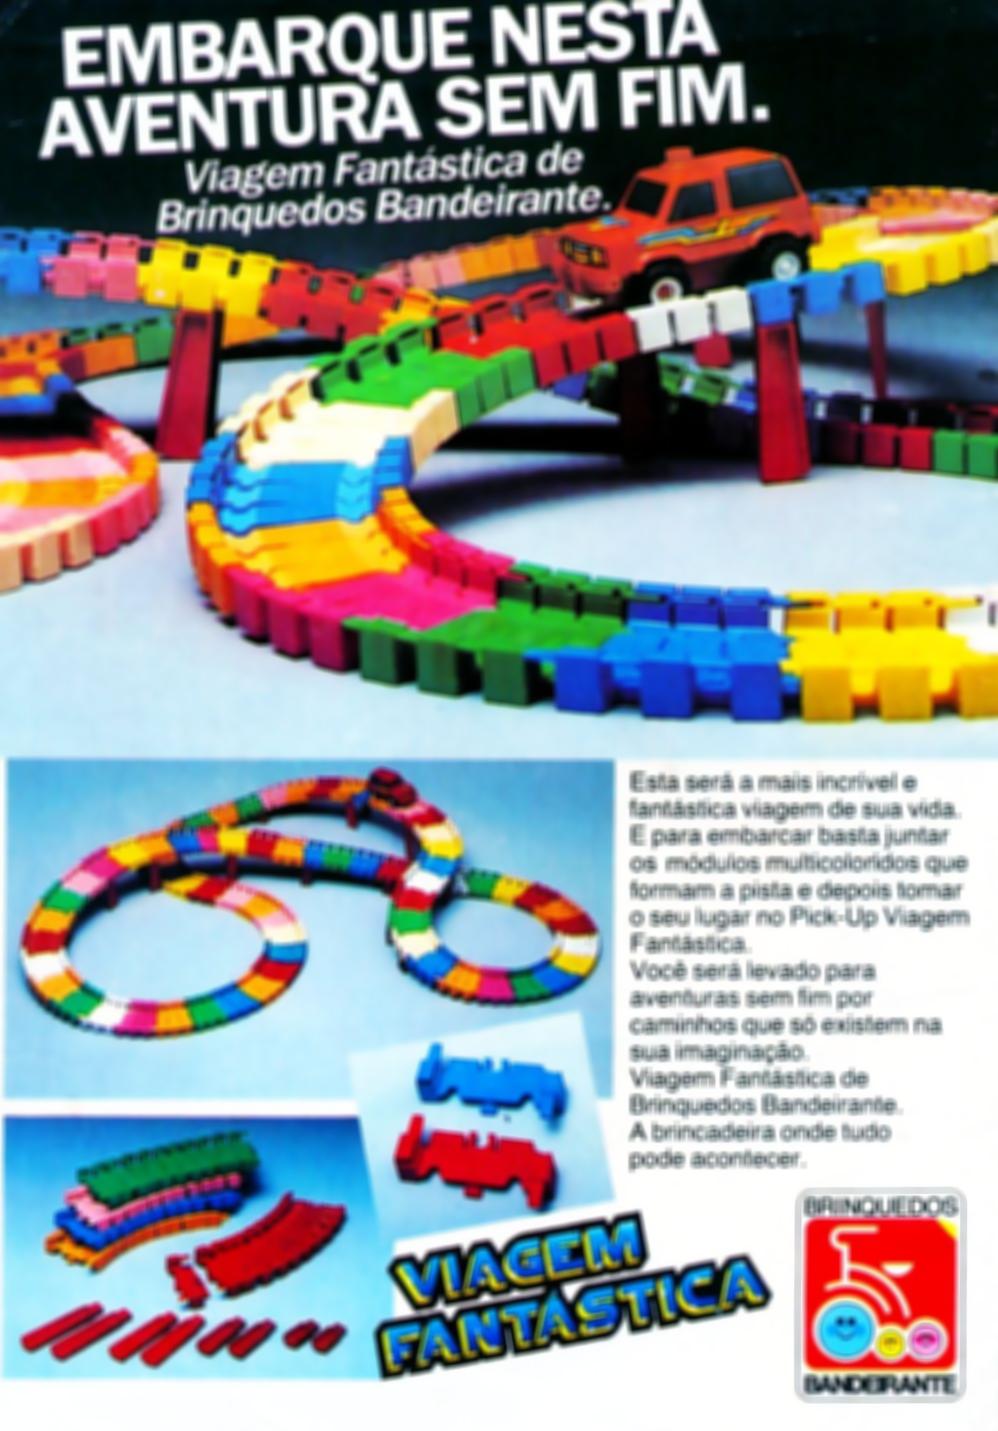 EMBARQUE NESTA
AVENTURA SEM FIM.
Viagem Fantástica de
Brinquedos Bandeirante.
Esta será a mais incrível e
fantástica viagem de sua vida.
E para embarcar basta juntar
os módulos multicoloridos que
formam a pista e depois tomar
o seu lugar no Pick-Up Viagem
Fantástica.
Você será levado para
aventuras sem fim por
caminhos que só existem na
sua imaginação.
Viagem Fantástica de
Brinquedos Bandeirante.
A brincadeira onde tudo
pode acontecer.
VIAGEM
FANTÁSTICA
BRINQUEDOS
BANDEIRANTE